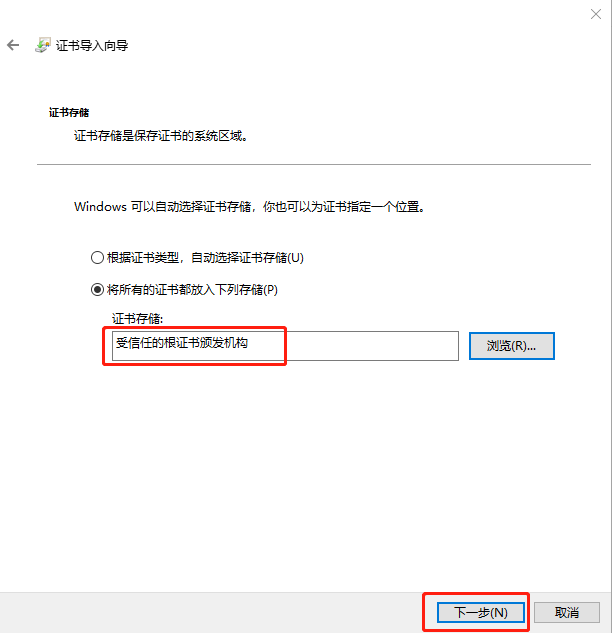 证书导入向导
证书存储
证书存储是保存证书的系统区域。
Windows 可以自动选择证书存储，你也可以为证书指定一个位置。
根据证书类型，自动选择证书存储(U)
将所有的证书都放入下列存储(P)
证书存储:
受信任的根证书颁发机构
浏览(R)...
下一步(N)
取消